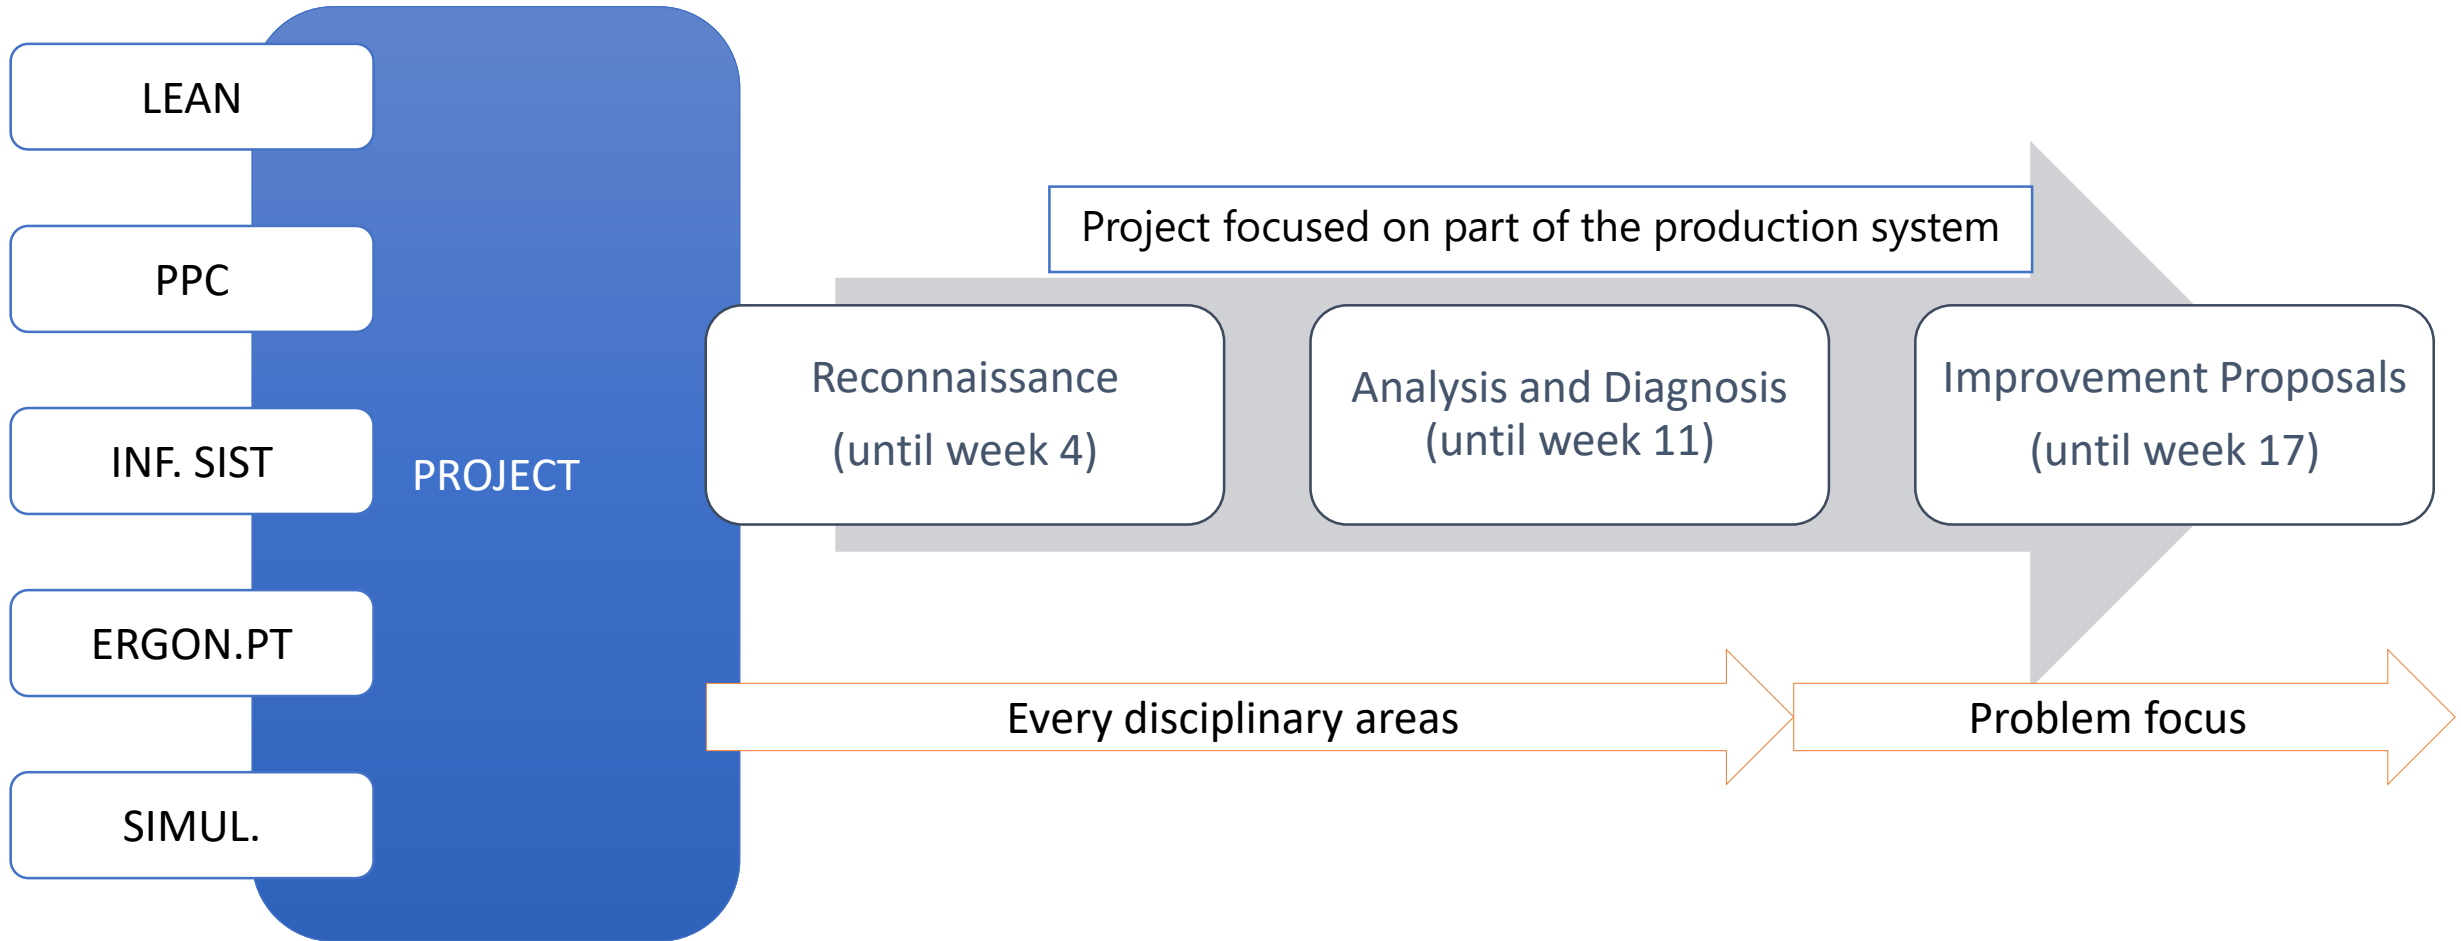 LEAN
PPC
INF. SIST
ERGON.PT
SIMUL.
PROJECT
Project focused on part of the production system
Reconnaissance
(until week 4)
Analysis and Diagnosis
(until week 11)
Improvement Proposals
(until week 17)
Every disciplinary areas
Problem focus